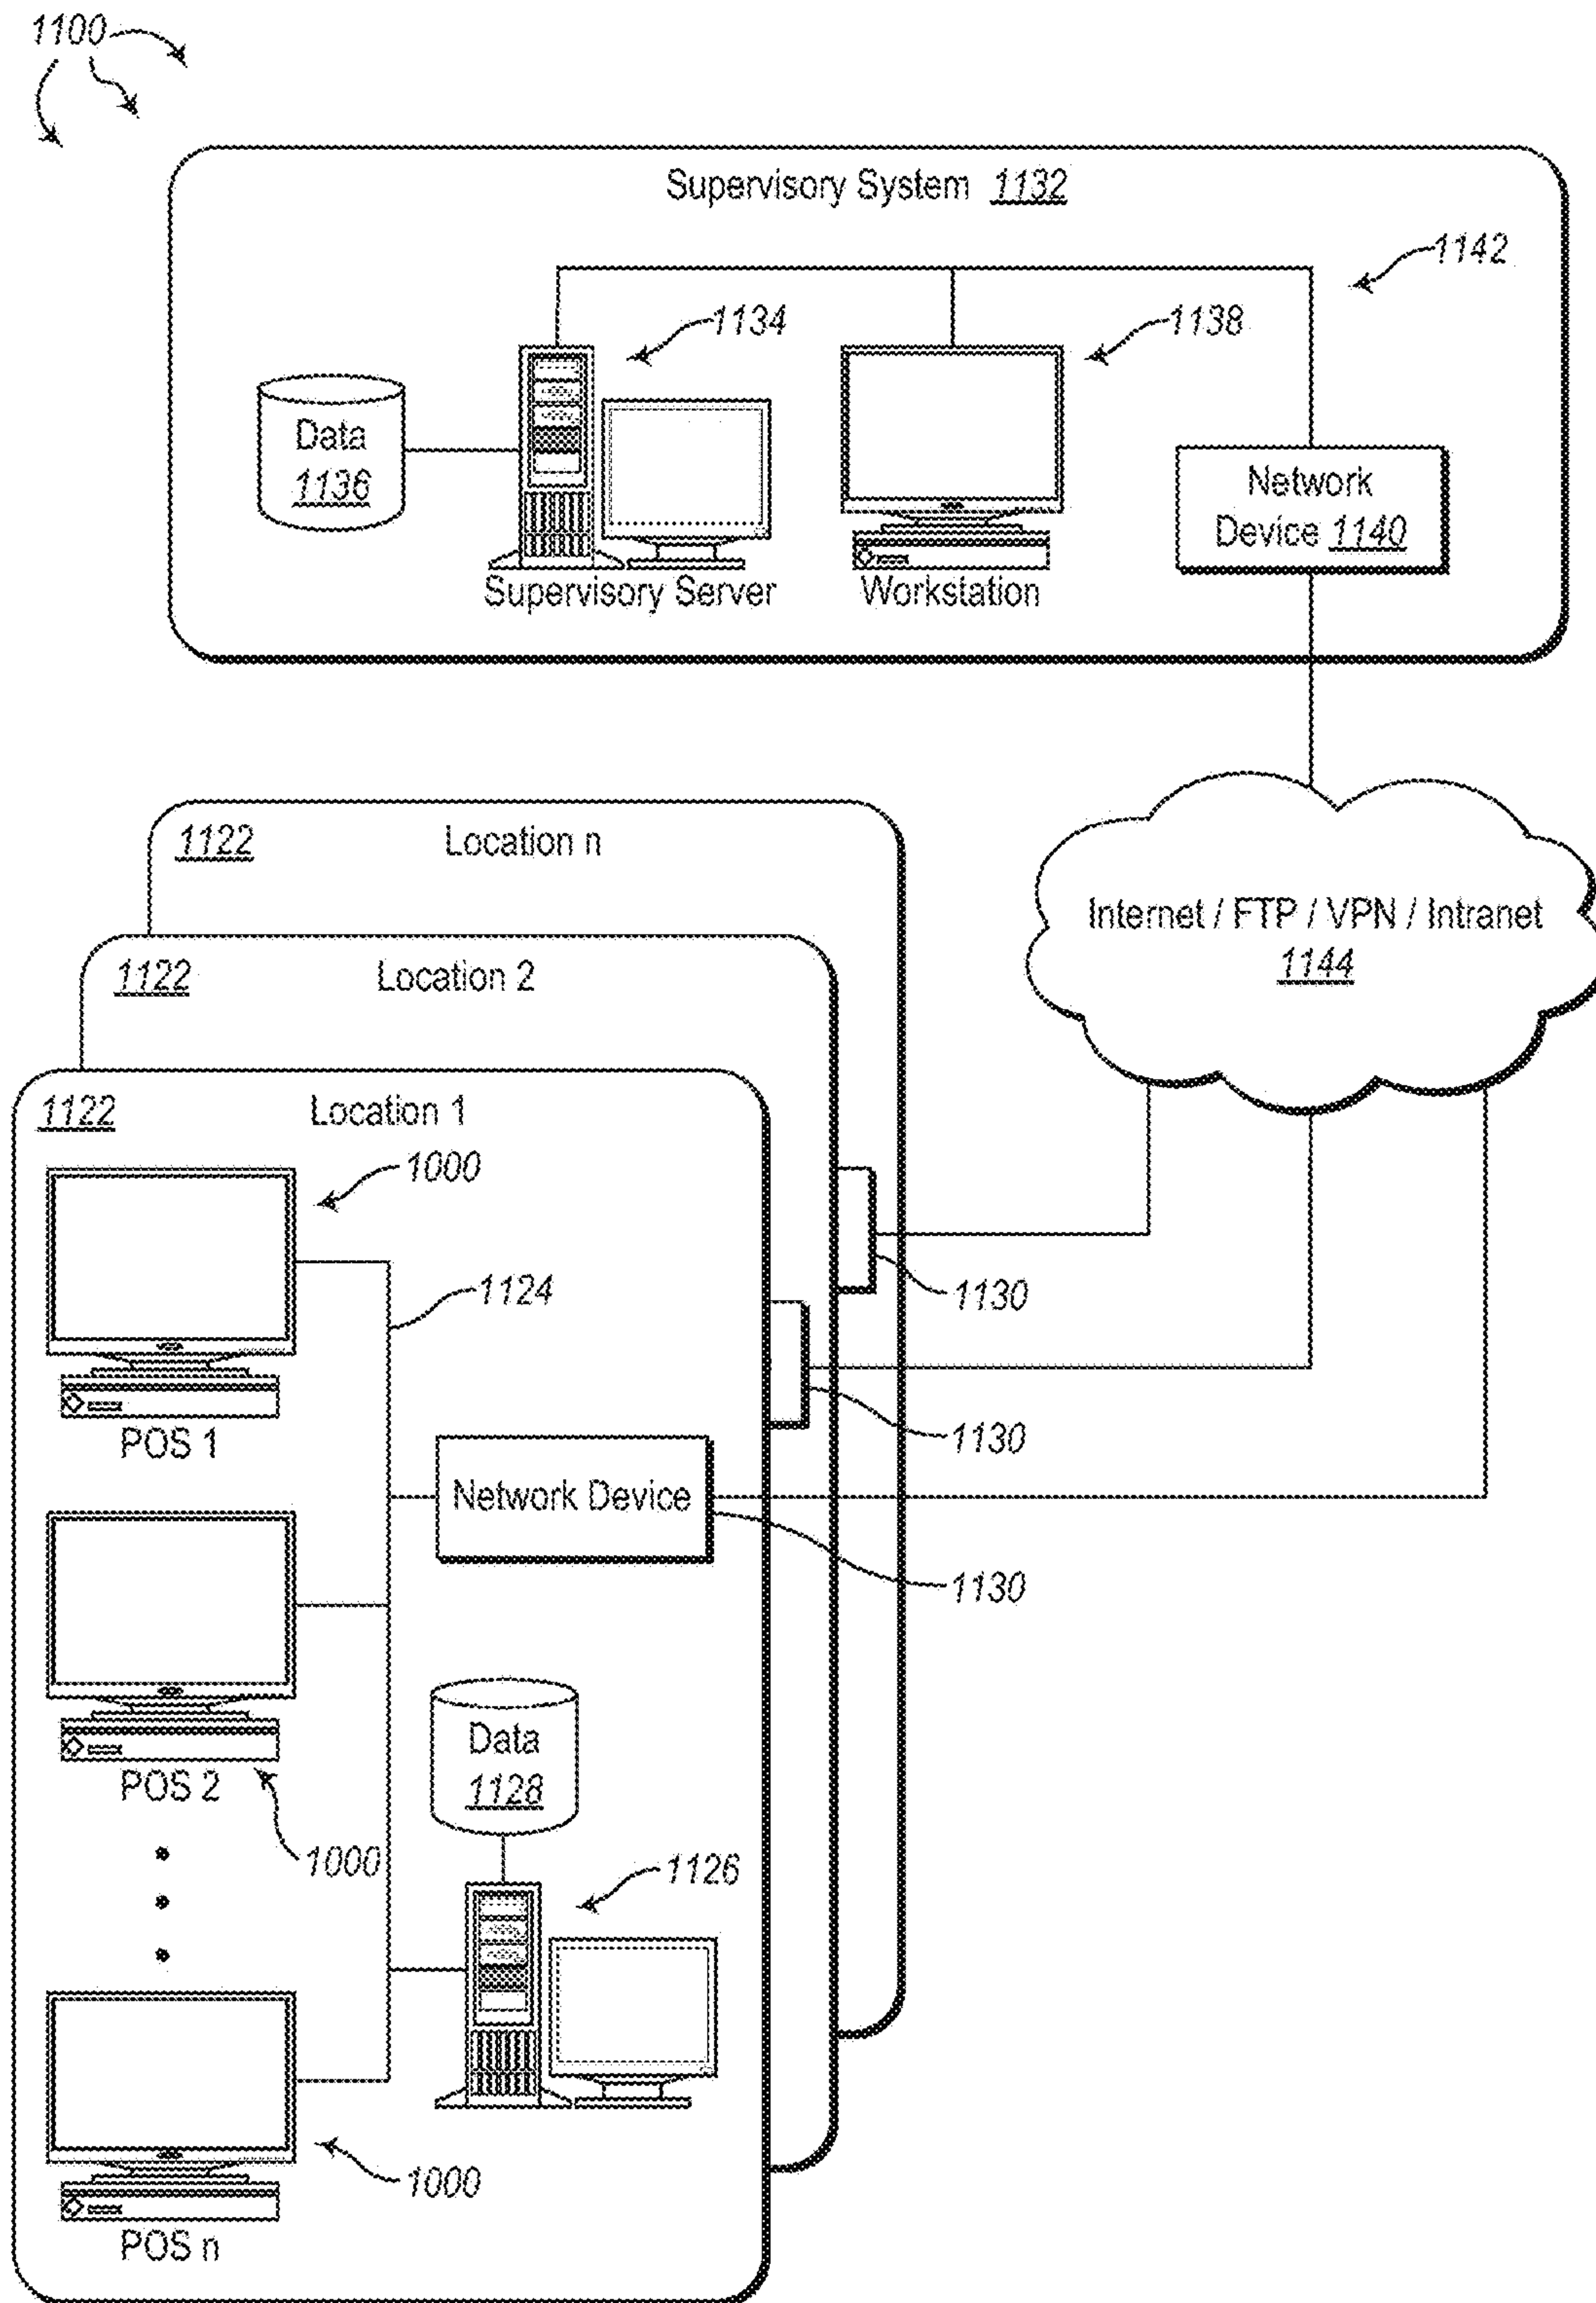 1100
Supervisory System 1132
1142
1134
1138
Data
1136
Network
Device 1140
Supervisory Server
Workstation
1122 Location n
Internet / FTP / VPN / Intranet
1144
1122 Location 2
1122 Location 1
1000
1124
1130
POS 1
1130
Network Device
1130
Data
1128
POS 2
1000
1126
1000
POS n